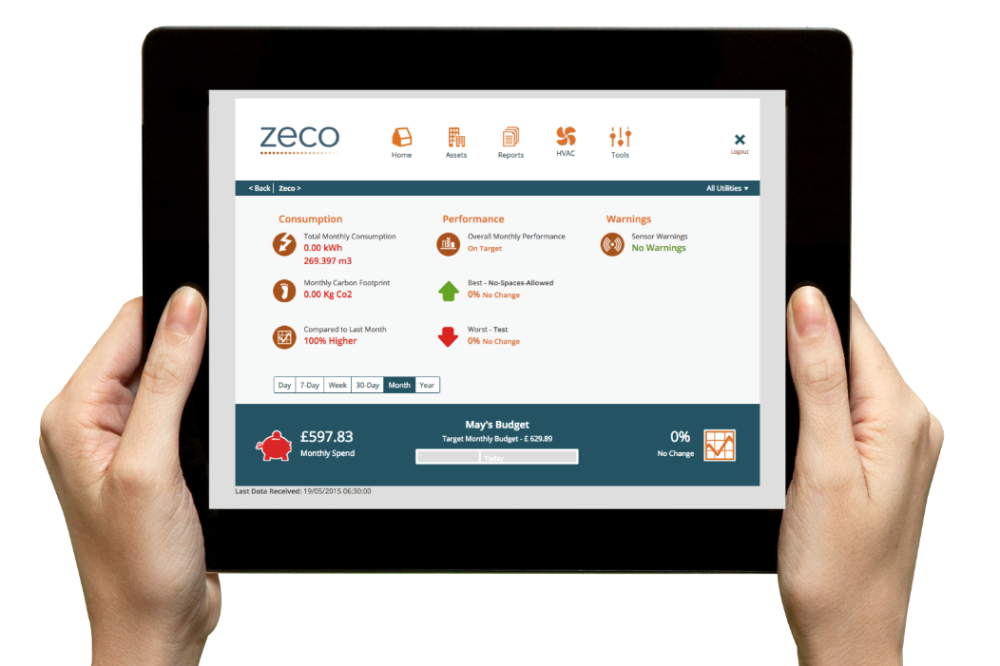 zeco
Home
Assets
Reports
HVAC
Tools
Logout
< Back | Zeco >
All Utilities ▾
Consumption
Total Monthly Consumption
0.00 kWh
269.397 m3
Monthly Carbon Footprint
0.00 Kg Co2
Compared to Last Month
100% Higher
Performance
Overall Monthly Performance
On Target
Best - No-Spaces-Allowed
0% No Change
Worst - Test
0% No Change
Warnings
Sensor Warnings
No Warnings
Day 7-Day Week 30-Day Month Year
£597.83
Monthly Spend
May's Budget
Target Monthly Budget - £ 629.89
Today
0%
No Change
Last Data Received: 19/05/2015 06:30:00